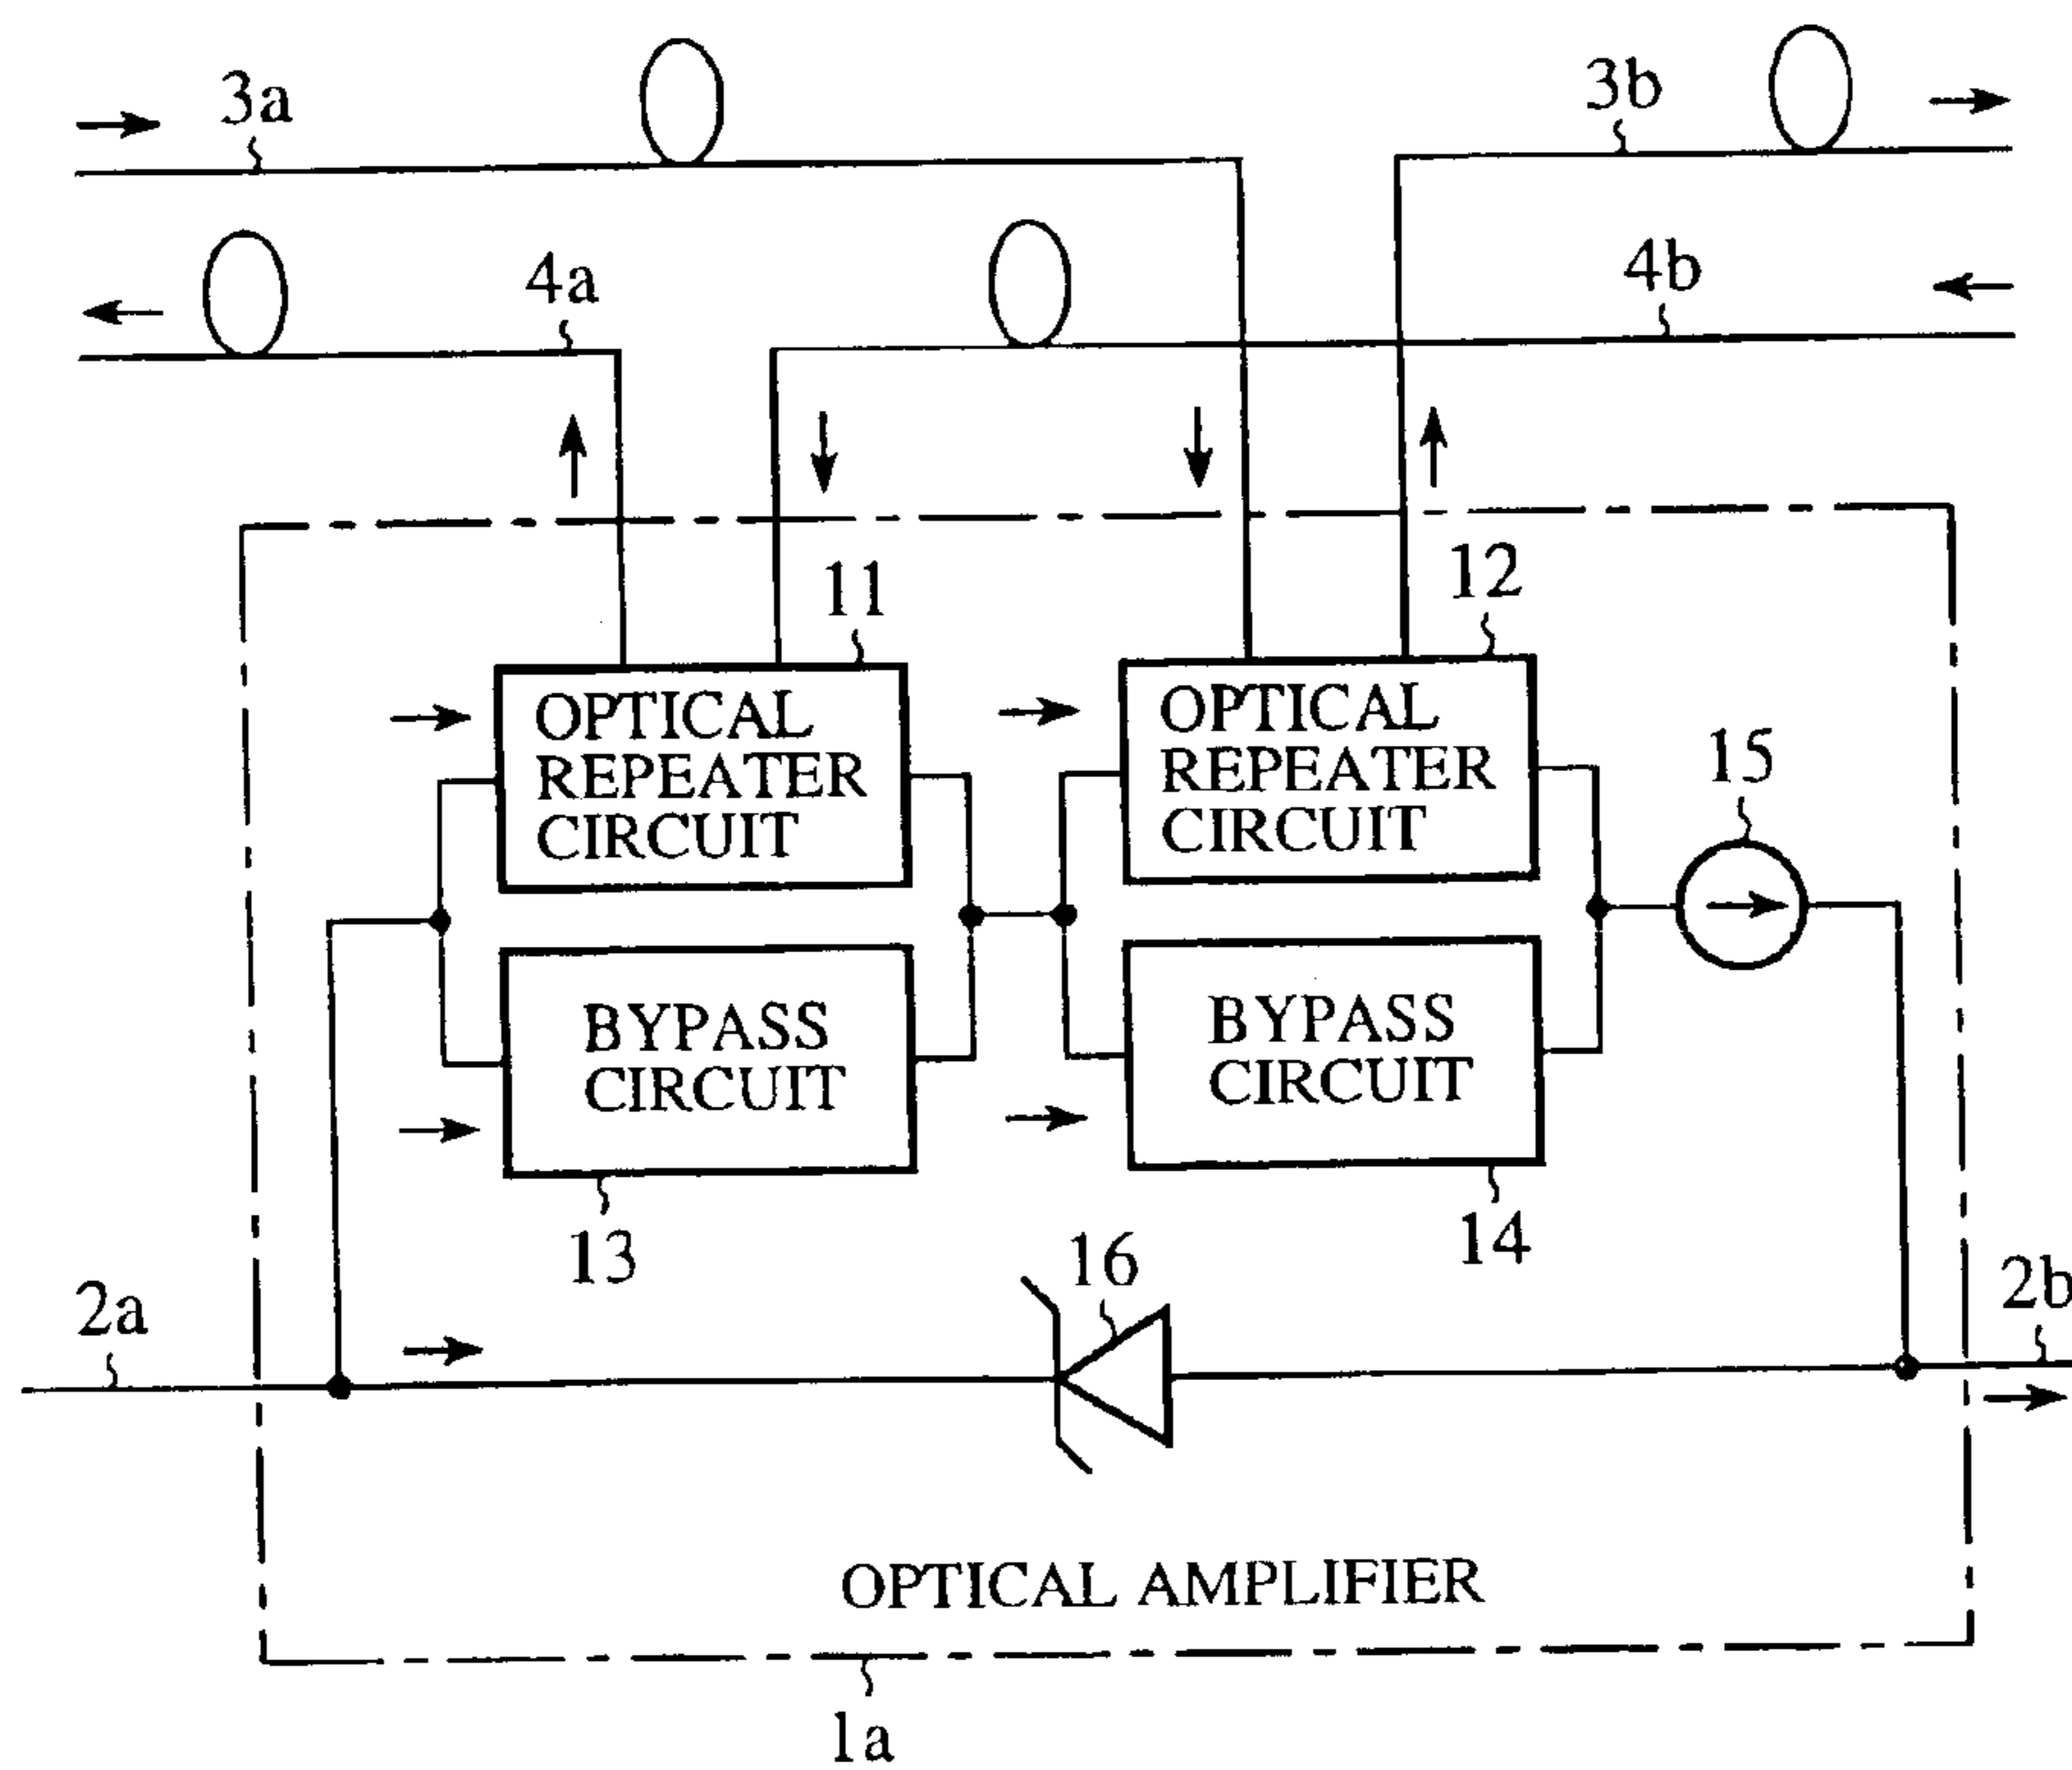 3a
3b
4a
4b
11
12
OPTICAL
REPEATER
CIRCUIT
OPTICAL
REPEATER
CIRCUIT
15
BYPASS
CIRCUIT
BYPASS
CIRCUIT
13
14
16
2a
2b
OPTICAL AMPLIFIER
1a